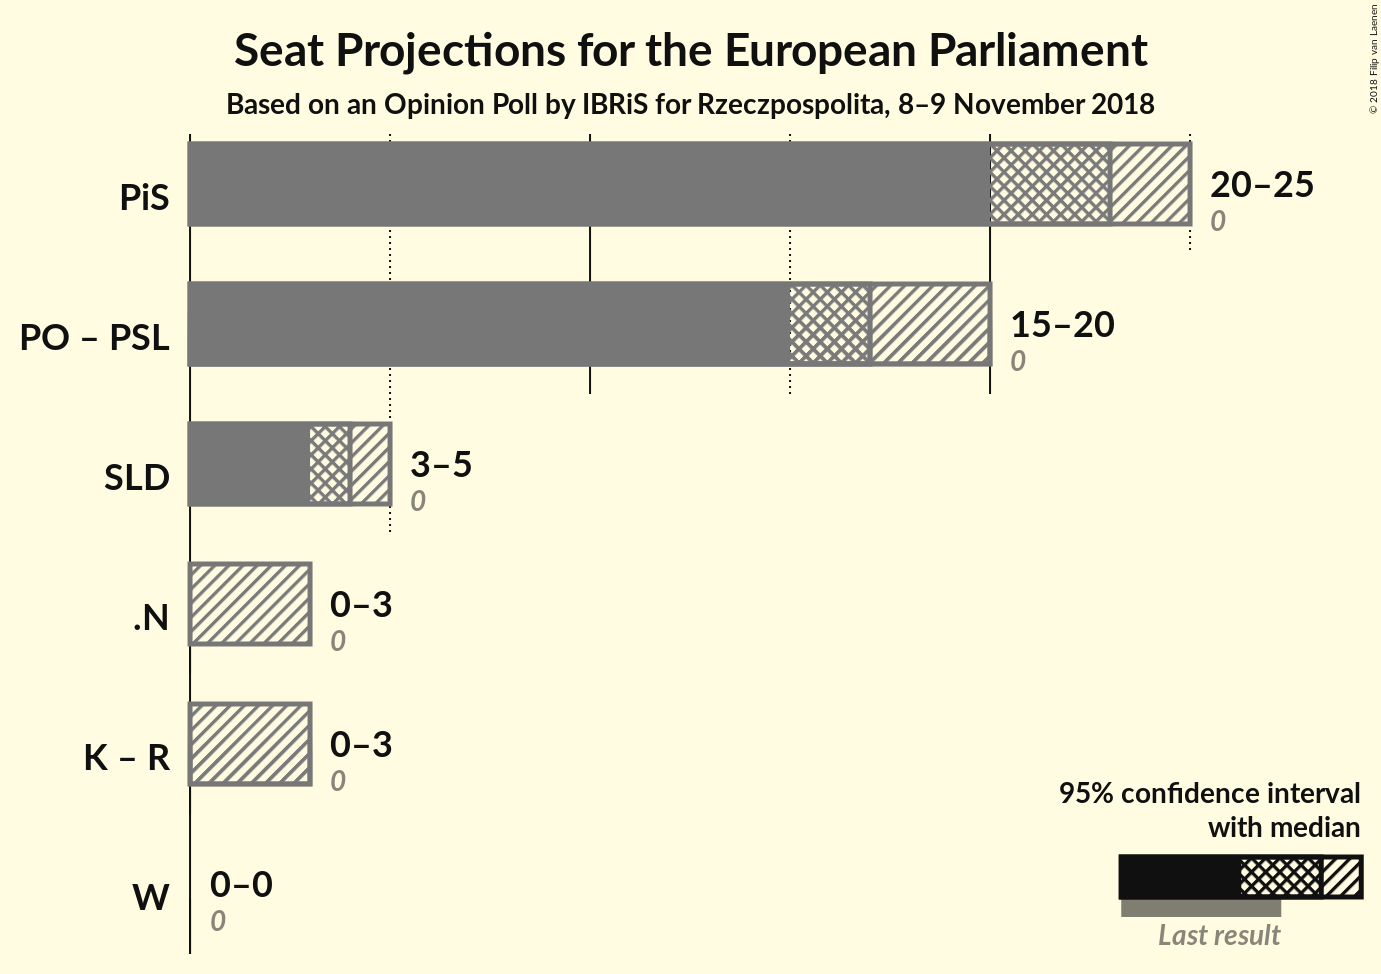 Seat Projections for the European Parliament
Based on an Opinion Poll by IBRiS for Rzeczpospolita, 8–9 November 2018
© 2018 Filip van Laenen
PiS
20–25
0
PO – PSL
15–20
0
SLD
3–5
0
.N
0–3
0
K – R
0–3
0
W
0–0
0
95% confidence interval
with median
Last result